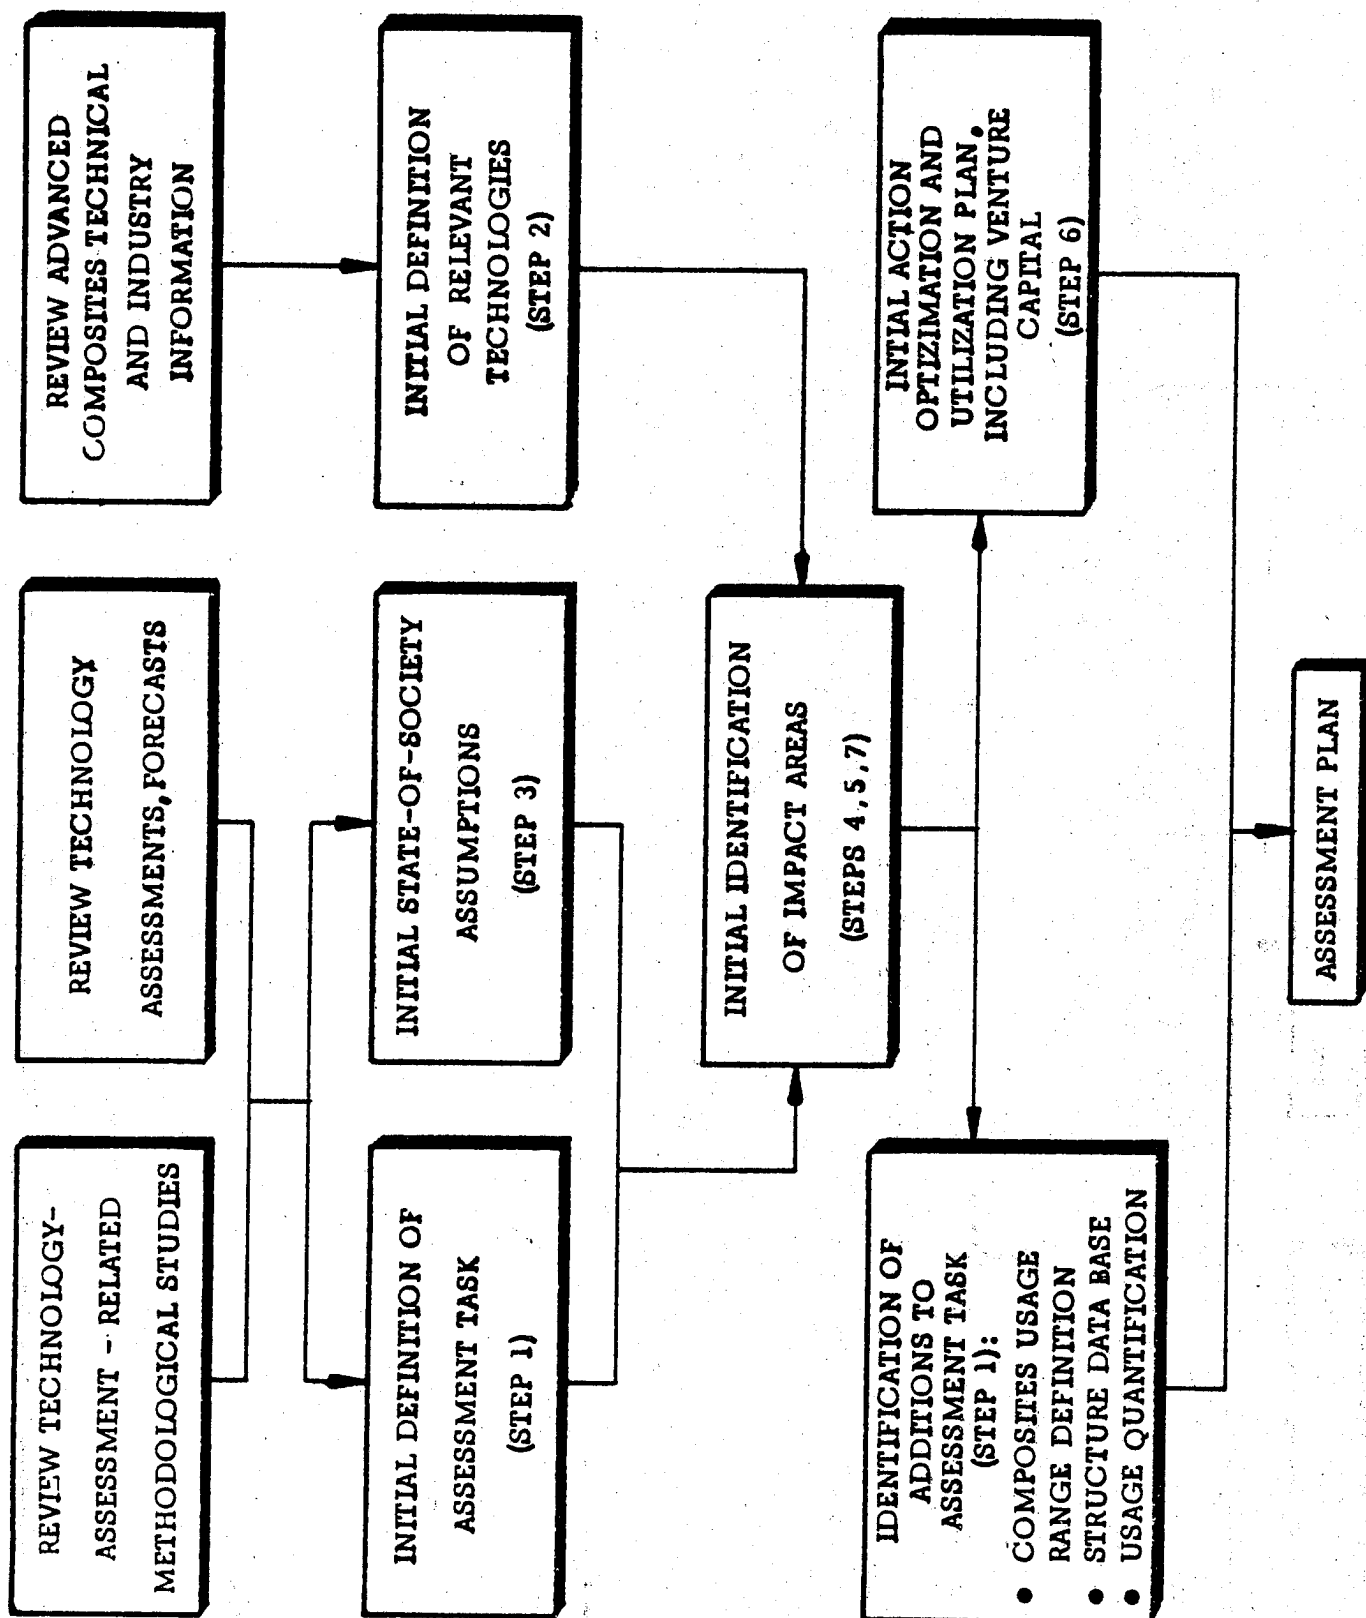 REVIEW TECHNOLOGY-
ASSESSMENT - RELATED
METHODOLOGICAL STUDIES
REVIEW TECHNOLOGY
ASSESSMENTS, FORECASTS
REVIEW ADVANCED
COMPOSITES TECHNICAL
AND INDUSTRY
INFORMATION
INITIAL DEFINITION OF
ASSESSMENT TASK
(STEP 1)
INITIAL STATE-OF-SOCIETY
ASSUMPTIONS
(STEP 3)
INITIAL DEFINITION
OF RELEVANT
TECHNOLOGIES
(STEP 2)
INITIAL IDENTIFICATION
OF IMPACT AREAS
(STEPS 4,5,7)
IDENTIFICATION OF
ADDITIONS TO
ASSESSMENT TASK
(STEP 1):
• COMPOSITES USAGE
RANGE DEFINITION
• STRUCTURE DATA BASE
• USAGE QUANTIFICATION
INTIAL ACTION
OPTIZIMATION AND
UTILIZATION PLAN,
INCLUDING VENTURE
CAPITAL
(STEP 6)
ASSESSMENT PLAN